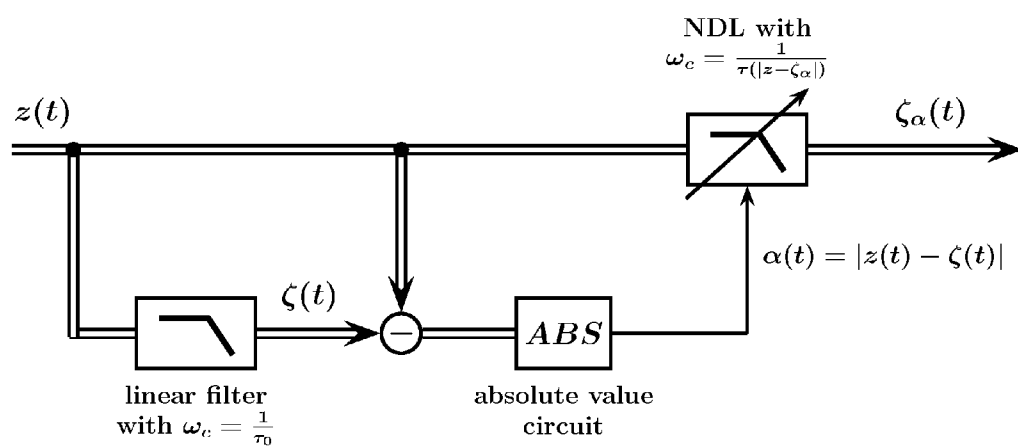 NDL with
ω_c = 1/τ(|z−ζ_α|)
z(t)
ζ_α(t)
α(t) = |z(t) − ζ(t)|
ζ(t)
−
ABS
linear filter
with ω_c = 1/τ_0
absolute value
circuit